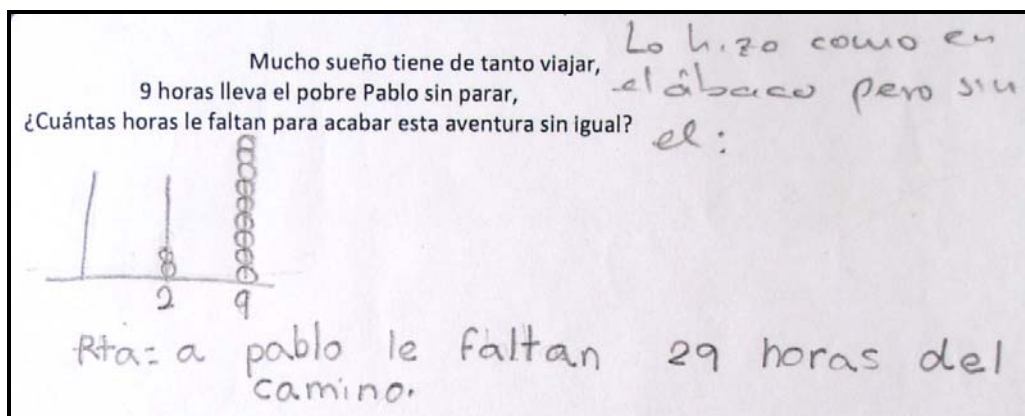 Mucho sueño tiene de tanto viajar,
9 horas lleva el pobre Pablo sin parar,
¿Cuántas horas le faltan para acabar esta aventura sin igual?
Lo hizo como en
el ábaco pero sin
el:
2 9
Rta= a pablo le faltan 29 horas del
camino.